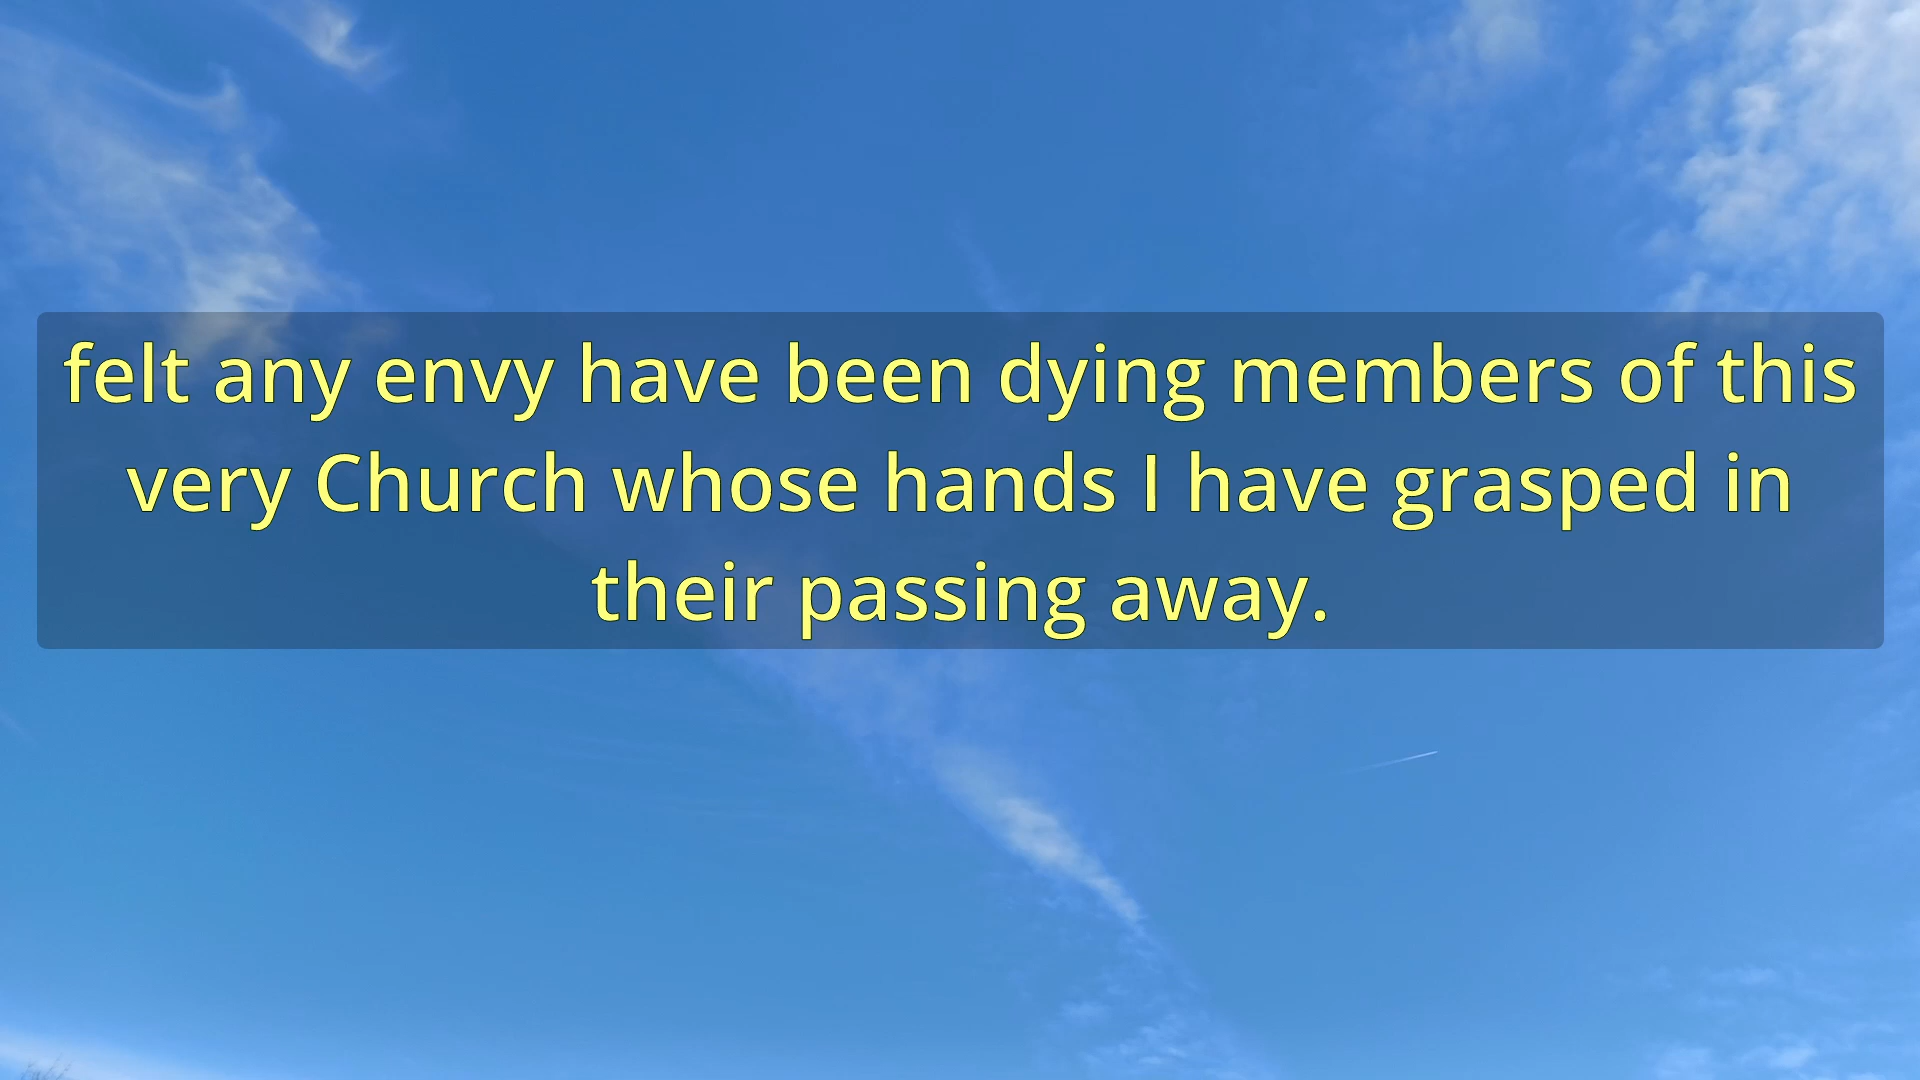 felt any envy have been dying members of this
very Church whose hands I have grasped in
their passing away.